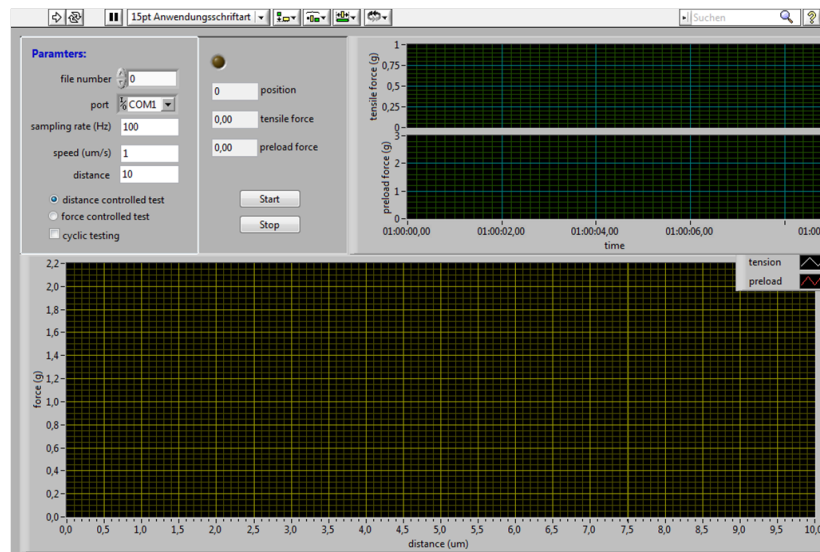 15pt Anwendungsschriftart
Suchen
?
Paramters:
file number 0
port COM1
sampling rate (Hz) 100
speed (um/s) 1
distance 10
distance controlled test
force controlled test
cyclic testing
0 position
0,00 tensile force
0,00 preload force
Start
Stop
tensile force (g)
1
0,75
0,5
0,25
0
preload force (g)
3
2
1
0
01:00:00,00 01:00:02,00 01:00:04,00 01:00:06,00 01:00
time
tension
preload
force (g)
2,2
2,0
1,8
1,6
1,4
1,2
1,0
0,8
0,6
0,4
0,2
0,0
0,0 0,5 1,0 1,5 2,0 2,5 3,0 3,5 4,0 4,5 5,0 5,5 6,0 6,5 7,0 7,5 8,0 8,5 9,0 9,5 10,0
distance (um)